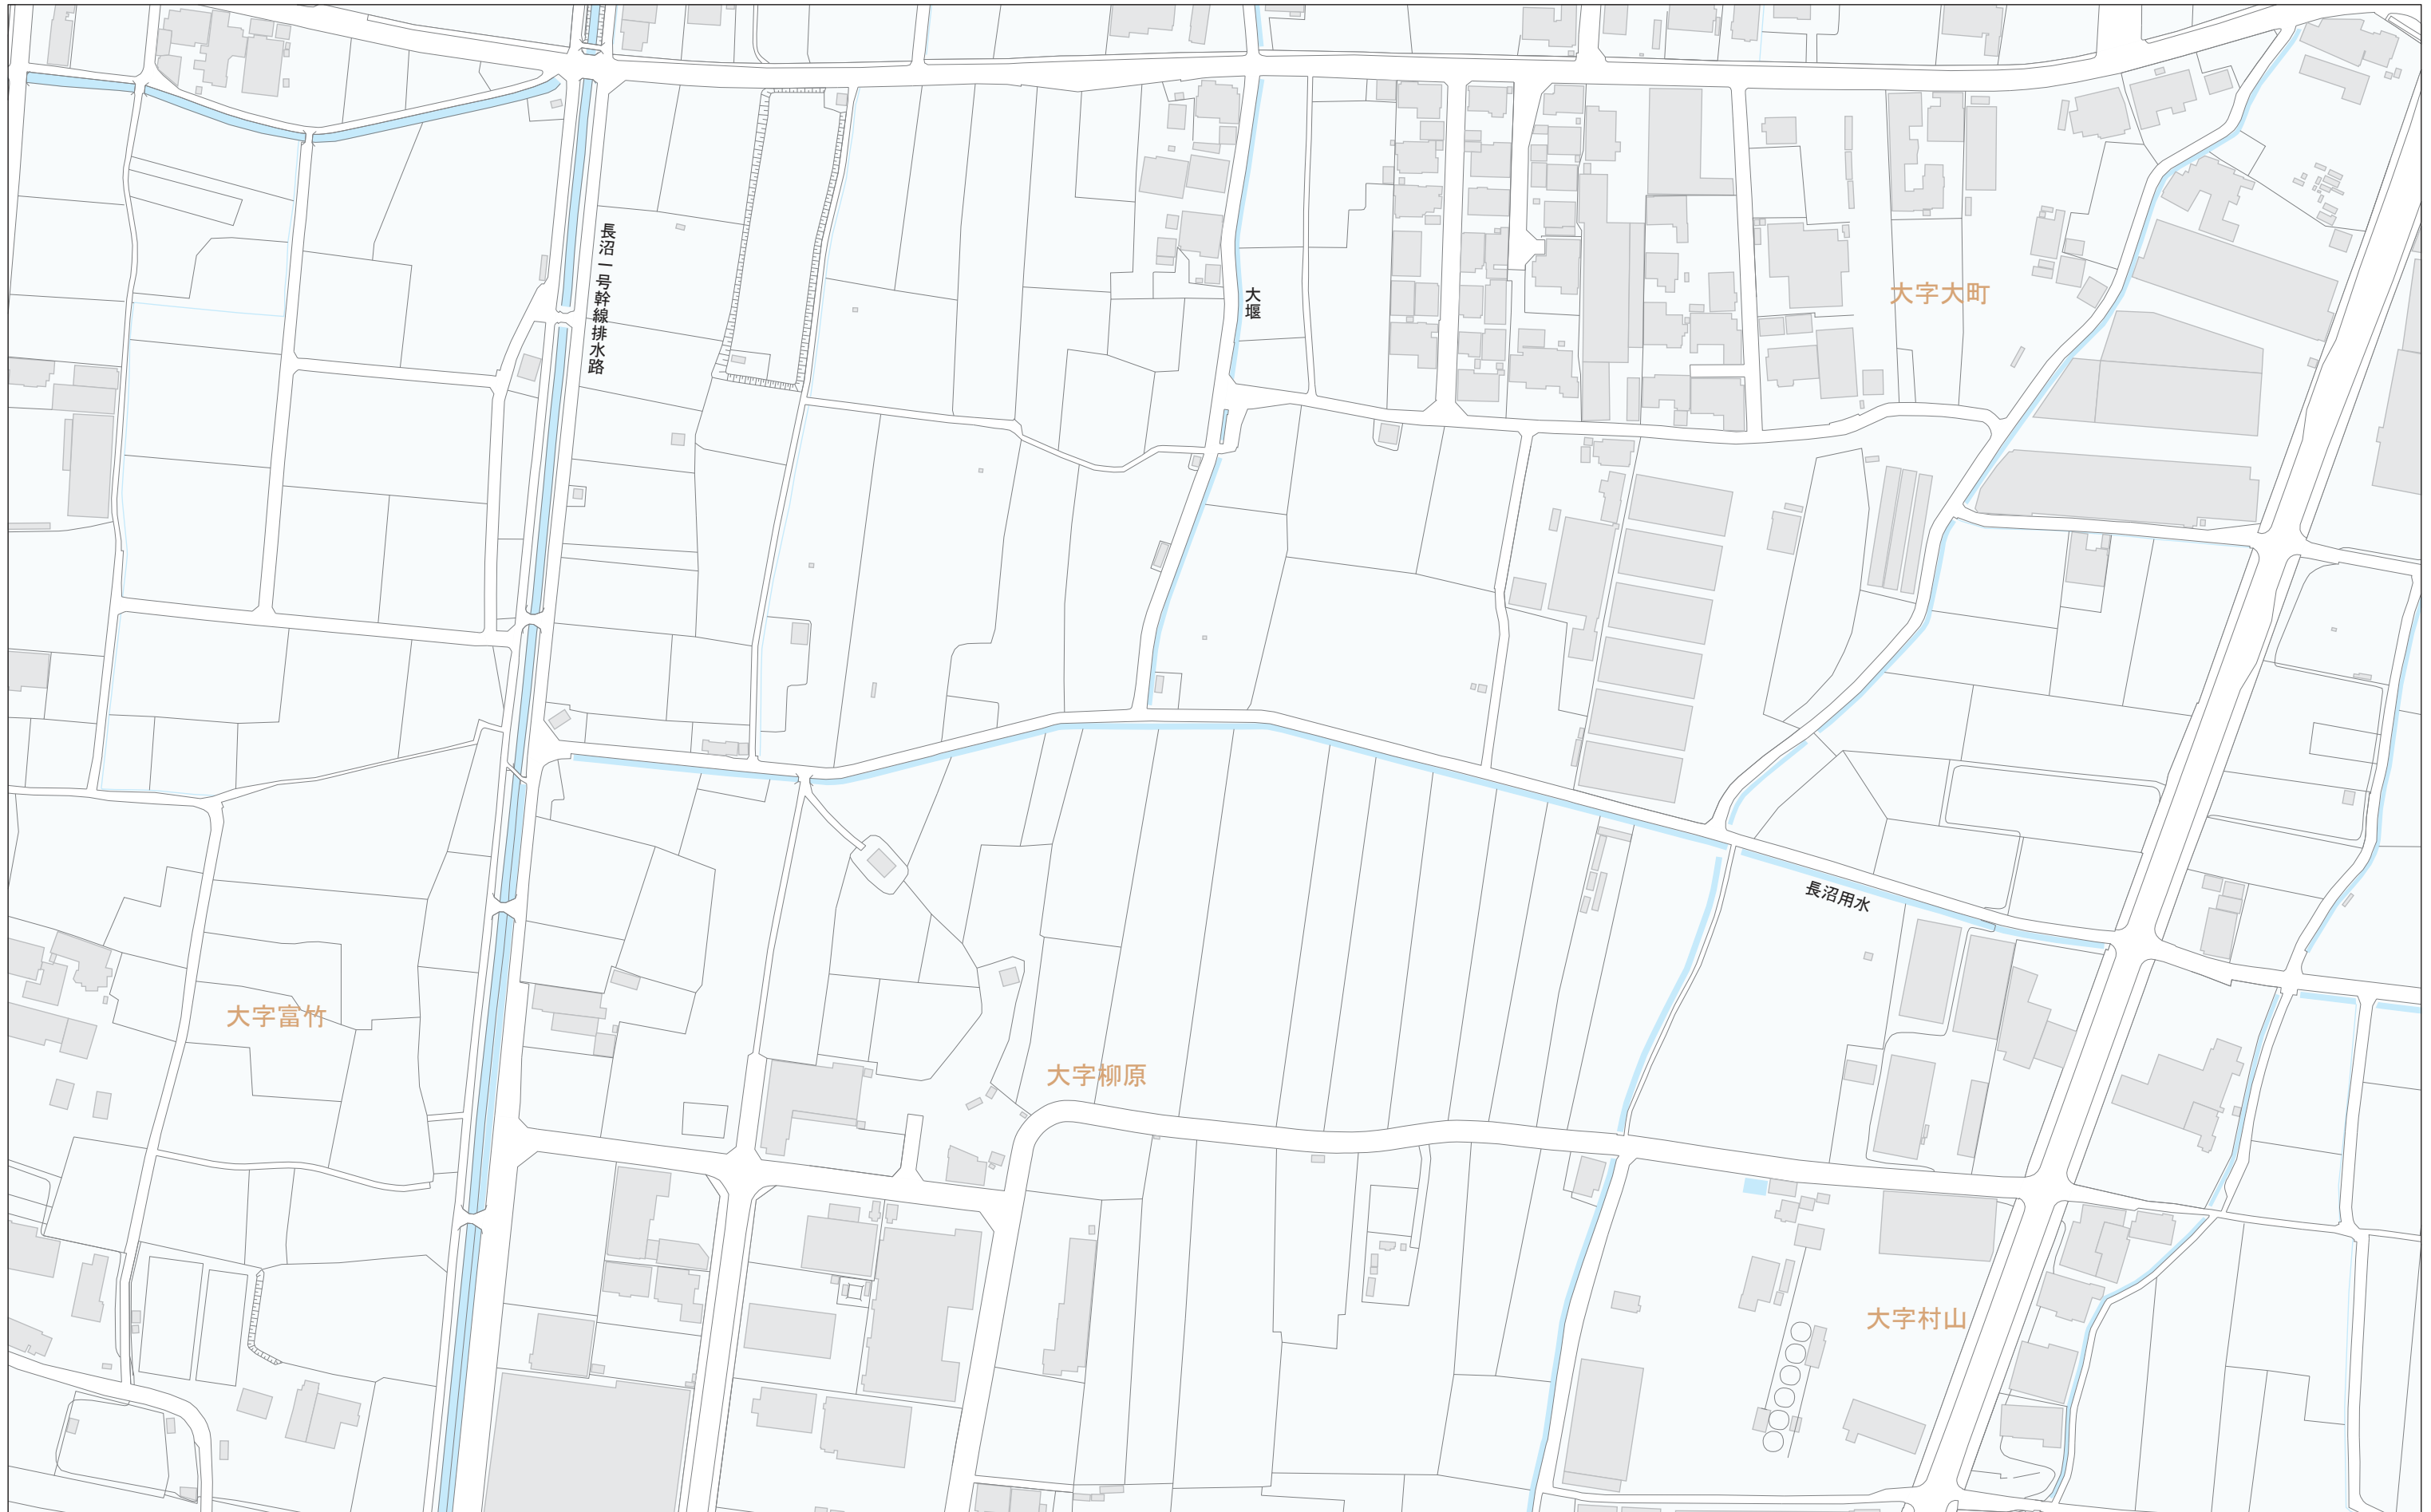 長沼一号幹線排水路
大堰
大字大町
長沼用水
大字富竹
大字柳原
大字村山